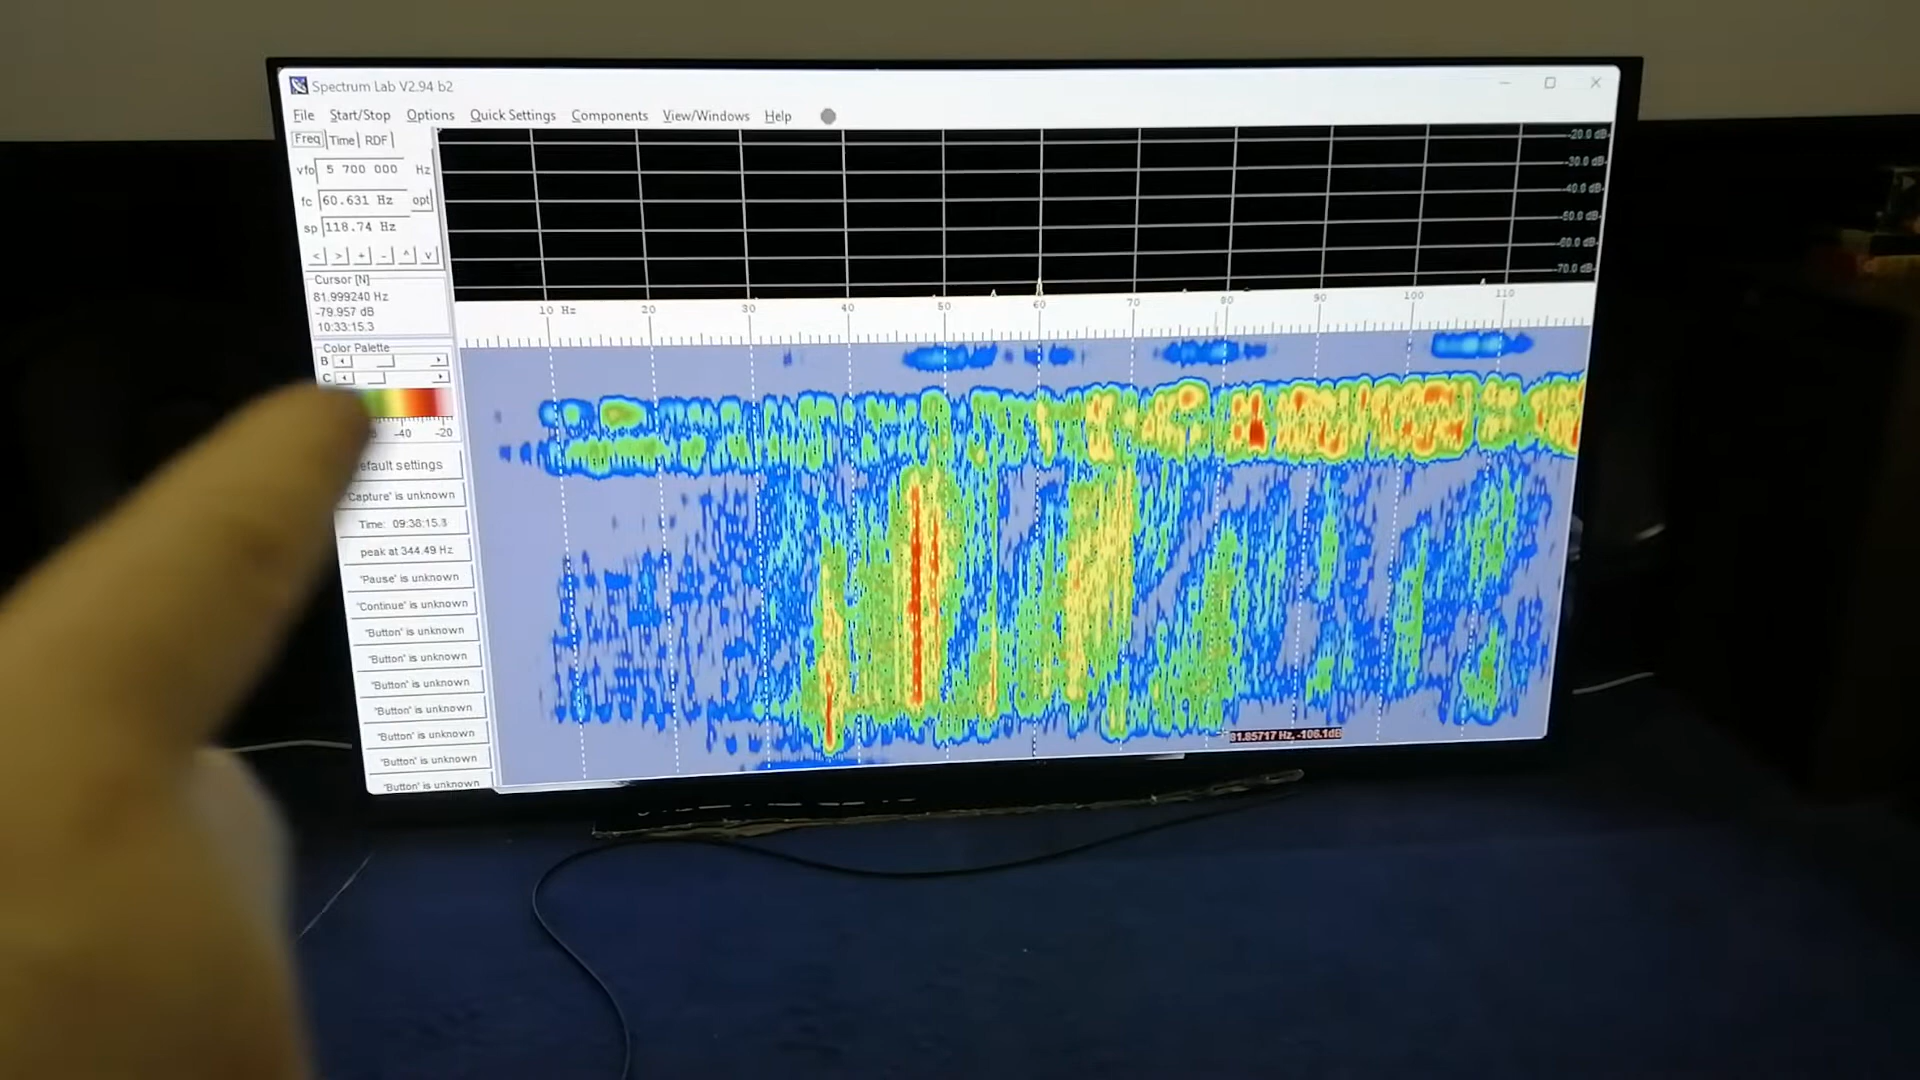 Spectrum Lab V2.94 b2
File Start/Stop Options Quick Settings Components View/Windows Help
Freq Time RDF
vfo 5 700 000 Hz
fc 60.631 Hz opt
sp 118.74 Hz
< > + - ^ v
Cursor [N]
81.999240 Hz
-79.957 dB
10:33:15.3
Color Palette
B
C
-40 -20
efault settings
"Capture" is unknown
Time: 09:38:15.3
peak at 344.49 Hz
"Pause" is unknown
"Continue" is unknown
"Button" is unknown
"Button" is unknown
"Button" is unknown
"Button" is unknown
"Button" is unknown
"Button" is unknown
"Button" is unknown
-20.0 dB
-30.0 dB
-40.0 dB
-50.0 dB
-60.0 dB
-70.0 dB
10 Hz 20 30 40 50 60 70 80 90 100 110
81.85717 Hz, -106.1dB